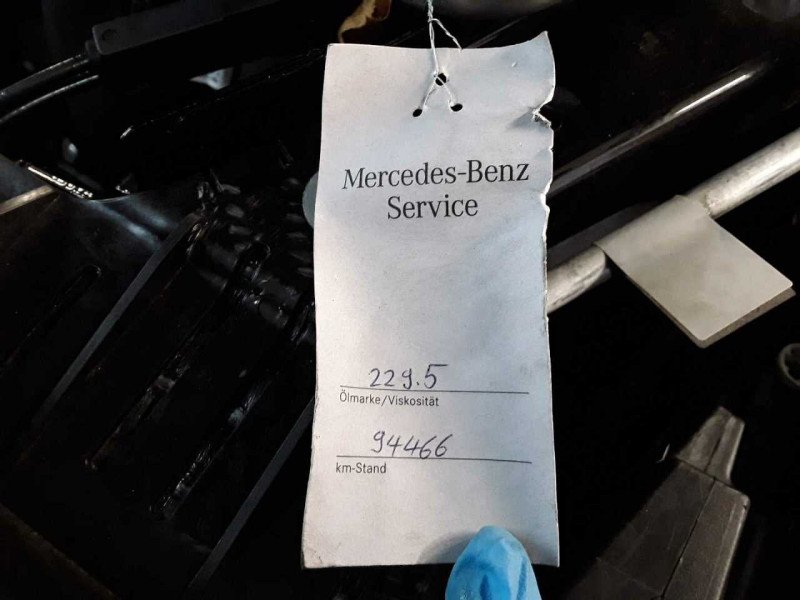 Mercedes-Benz
Service
229.5
Ölmarke/Viskosität
94466
km-Stand